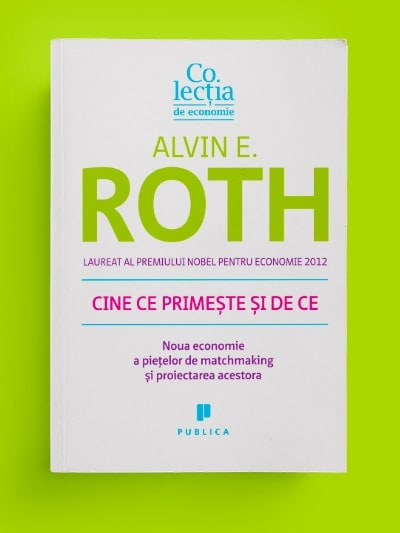 Co.
lecția
de economie
ALVIN E.
ROTH
LAUREAT AL PREMIULUI NOBEL PENTRU ECONOMIE 2012
CINE CE PRIMEȘTE ȘI DE CE
Noua economie
a piețelor de matchmaking
și proiectarea acestora
PUBLICA